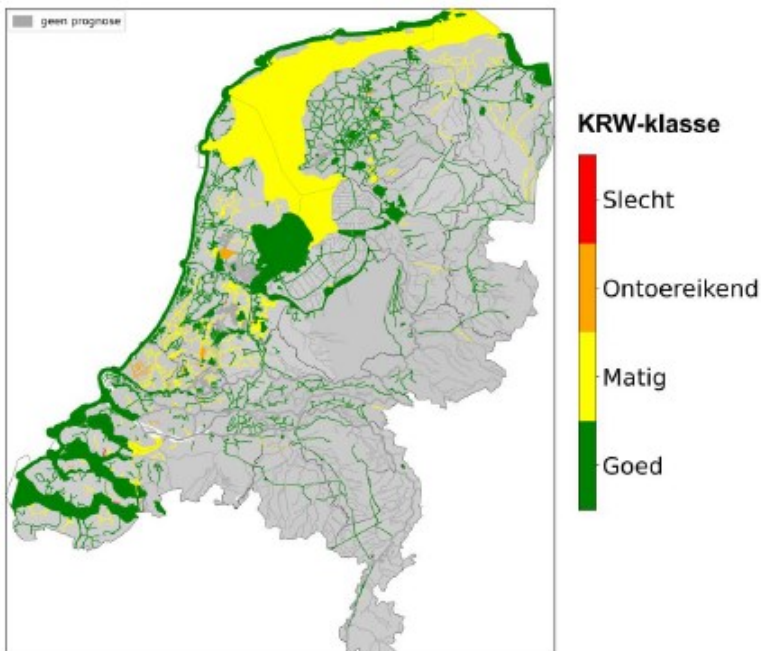 geen prognose
KRW-klasse
Slecht
Ontoereikend
Matig
Goed